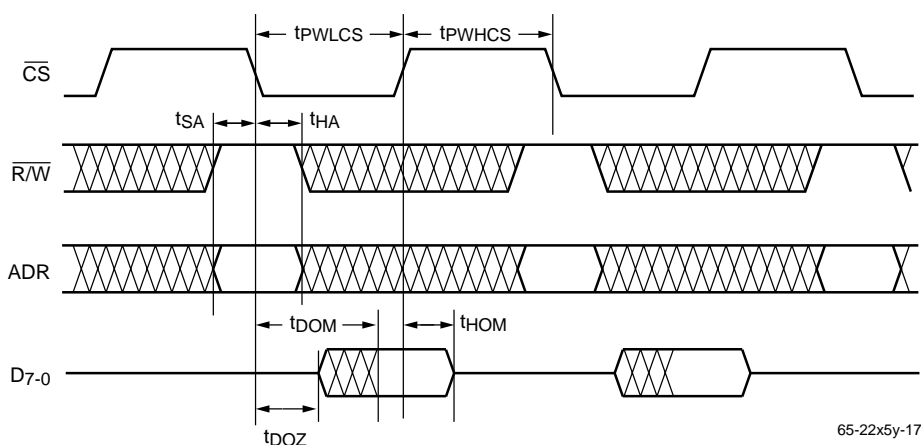 tPWLCS tPWHCS
CS
tSA tHA
R/W
ADR
tDOM tHOM
D7-0
tDOZ
65-22x5y-17